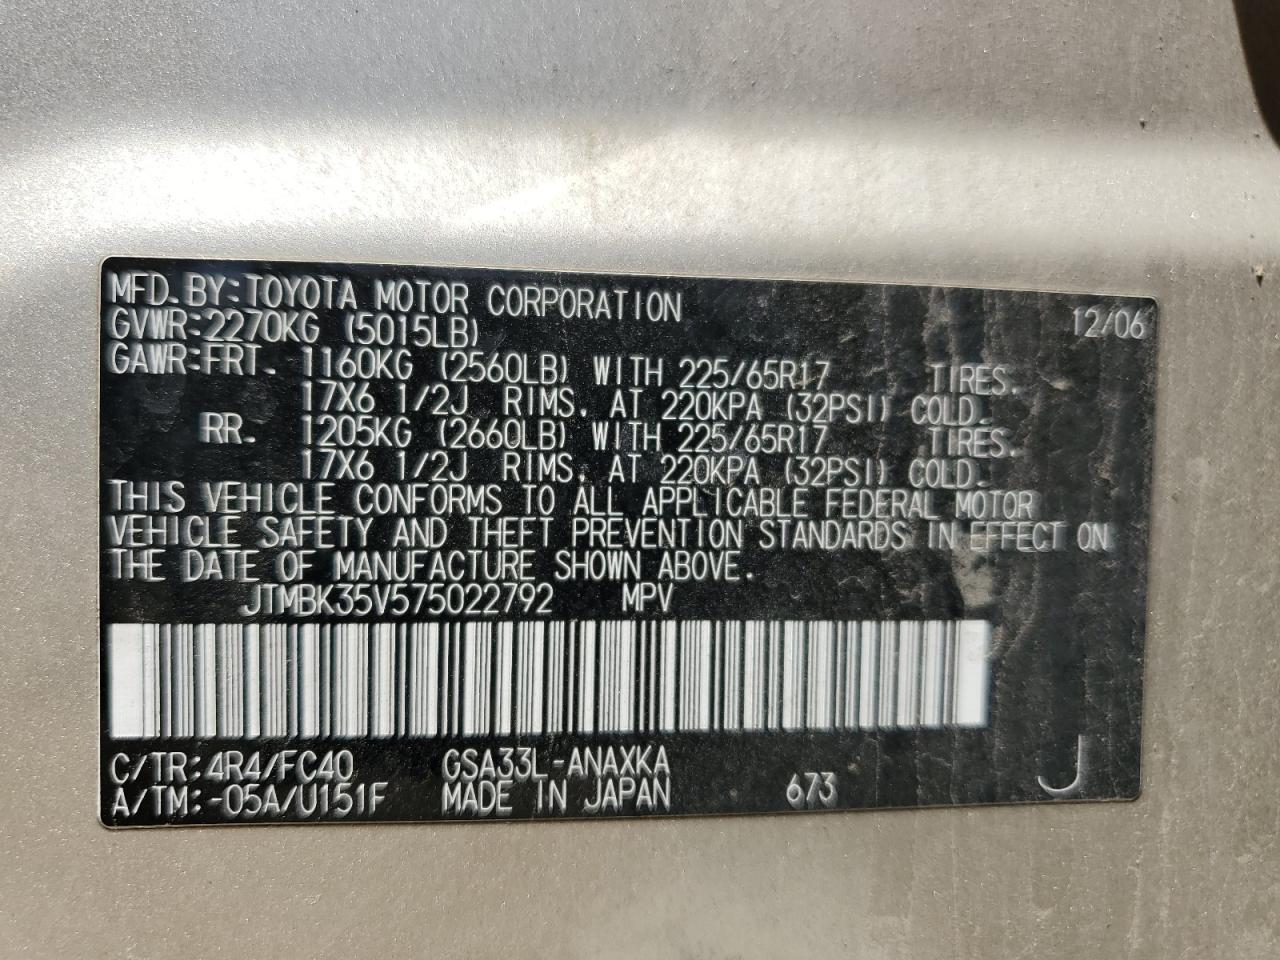 MFD. BY: TOYOTA MOTOR CORPORATION 12/06
GVWR: 2270KG (5015LB)
GAWR: FRT. 1160KG (2560LB) WITH 225/65R17 TIRES.
17X6 1/2J RIMS. AT 220KPA (32PSI) COLD.
RR. 1205KG (2660LB) WITH 225/65R17 TIRES.
17X6 1/2J RIMS. AT 220KPA (32PSI) COLD.
THIS VEHICLE CONFORMS TO ALL APPLICABLE FEDERAL MOTOR
VEHICLE SAFETY AND THEFT PREVENTION STANDARDS IN EFFECT ON
THE DATE OF MANUFACTURE SHOWN ABOVE.
JTMBK35V575022792 MPV
C/TR: 4R4/FC40 GSA33L-ANAXKA
A/TM: -05A/U151F MADE IN JAPAN 673 J